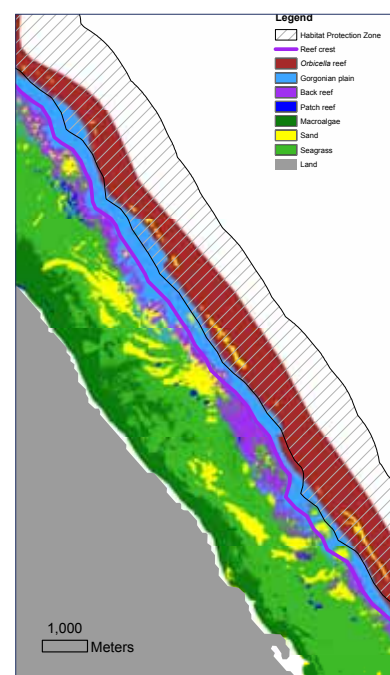 Legend
Habitat Protection Zone
Reef crest
Orbicella reef
Gorgonian plain
Back reef
Patch reef
Macroalgae
Sand
Seagrass
Land
1,000
Meters